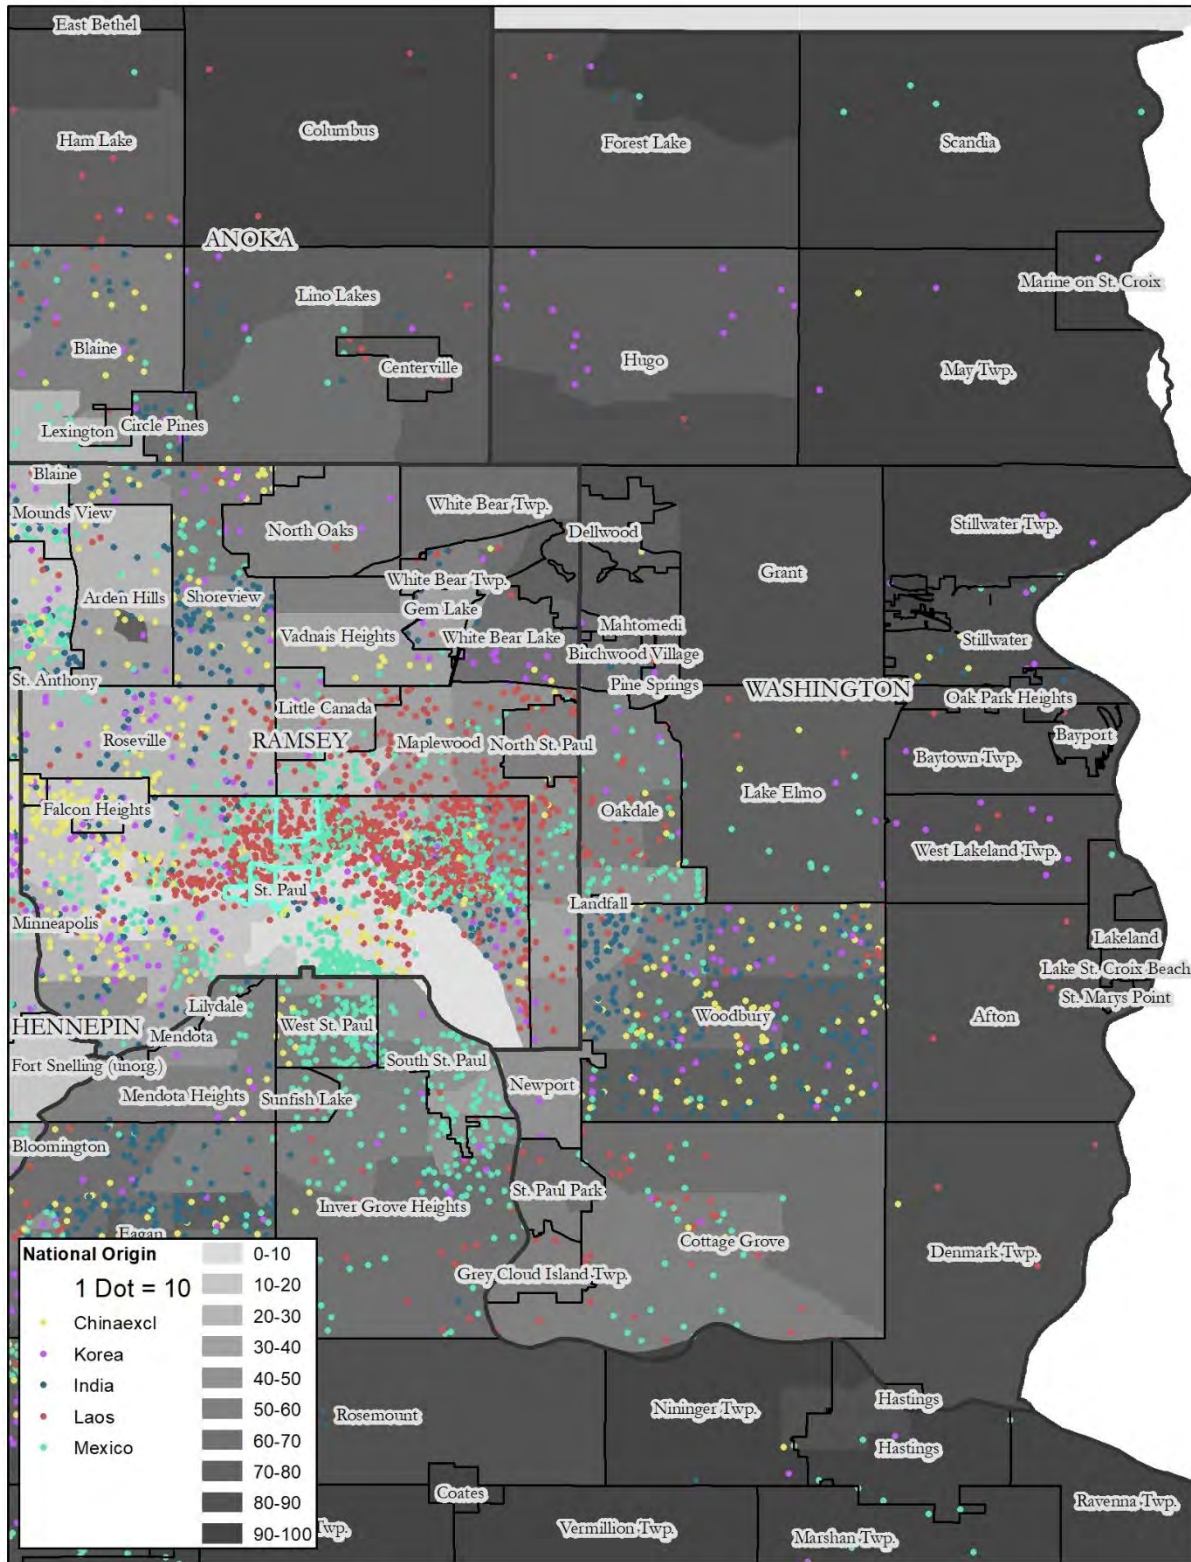 East Bethel
Ham Lake
Columbus
Forest Lake
Scandia
ANOKA
Marine on St. Croix
Lino Lakes
Blaine
Centerville
Hugo
May Twp.
Lexington
Circle Pines
Blaine
Mounds View
North Oaks
White Bear Twp.
Dellwood
Stillwater Twp.
Grant
White Bear Twp.
Arden Hills
Shoreview
Gem Lake
Vadnais Heights
White Bear Lake
Mahtomedi
Stillwater
Birchwood Village
St. Anthony
Pine Springs
WASHINGTON
Oak Park Heights
Little Canada
Roseville
RAMSEY
Maplewood
North St. Paul
Bayport
Baytown Twp.
Falcon Heights
Oakdale
Lake Elmo
West Lakeland Twp.
St. Paul
Landfall
Minneapolis
Lakeland
Lake St. Croix Beach
St. Marys Point
Lilydale
Woodbury
Afton
HENNEPIN
Mendota
West St. Paul
South St. Paul
Fort Snelling (unorg.)
Newport
Mendota Heights
Sunfish Lake
Bloomington
St. Paul Park
Inver Grove Heights
Eagan
Cottage Grove
Denmark Twp.
Grey Cloud Island Twp.
Hastings
Nininger Twp.
Rosemount
Hastings
Coates
Ravenna Twp.
Twp.
Vermillion Twp.
Marshan Twp.
National Origin
1 Dot = 10
Chinaexcl
Korea
India
Laos
Mexico
0-10
10-20
20-30
30-40
40-50
50-60
60-70
70-80
80-90
90-100